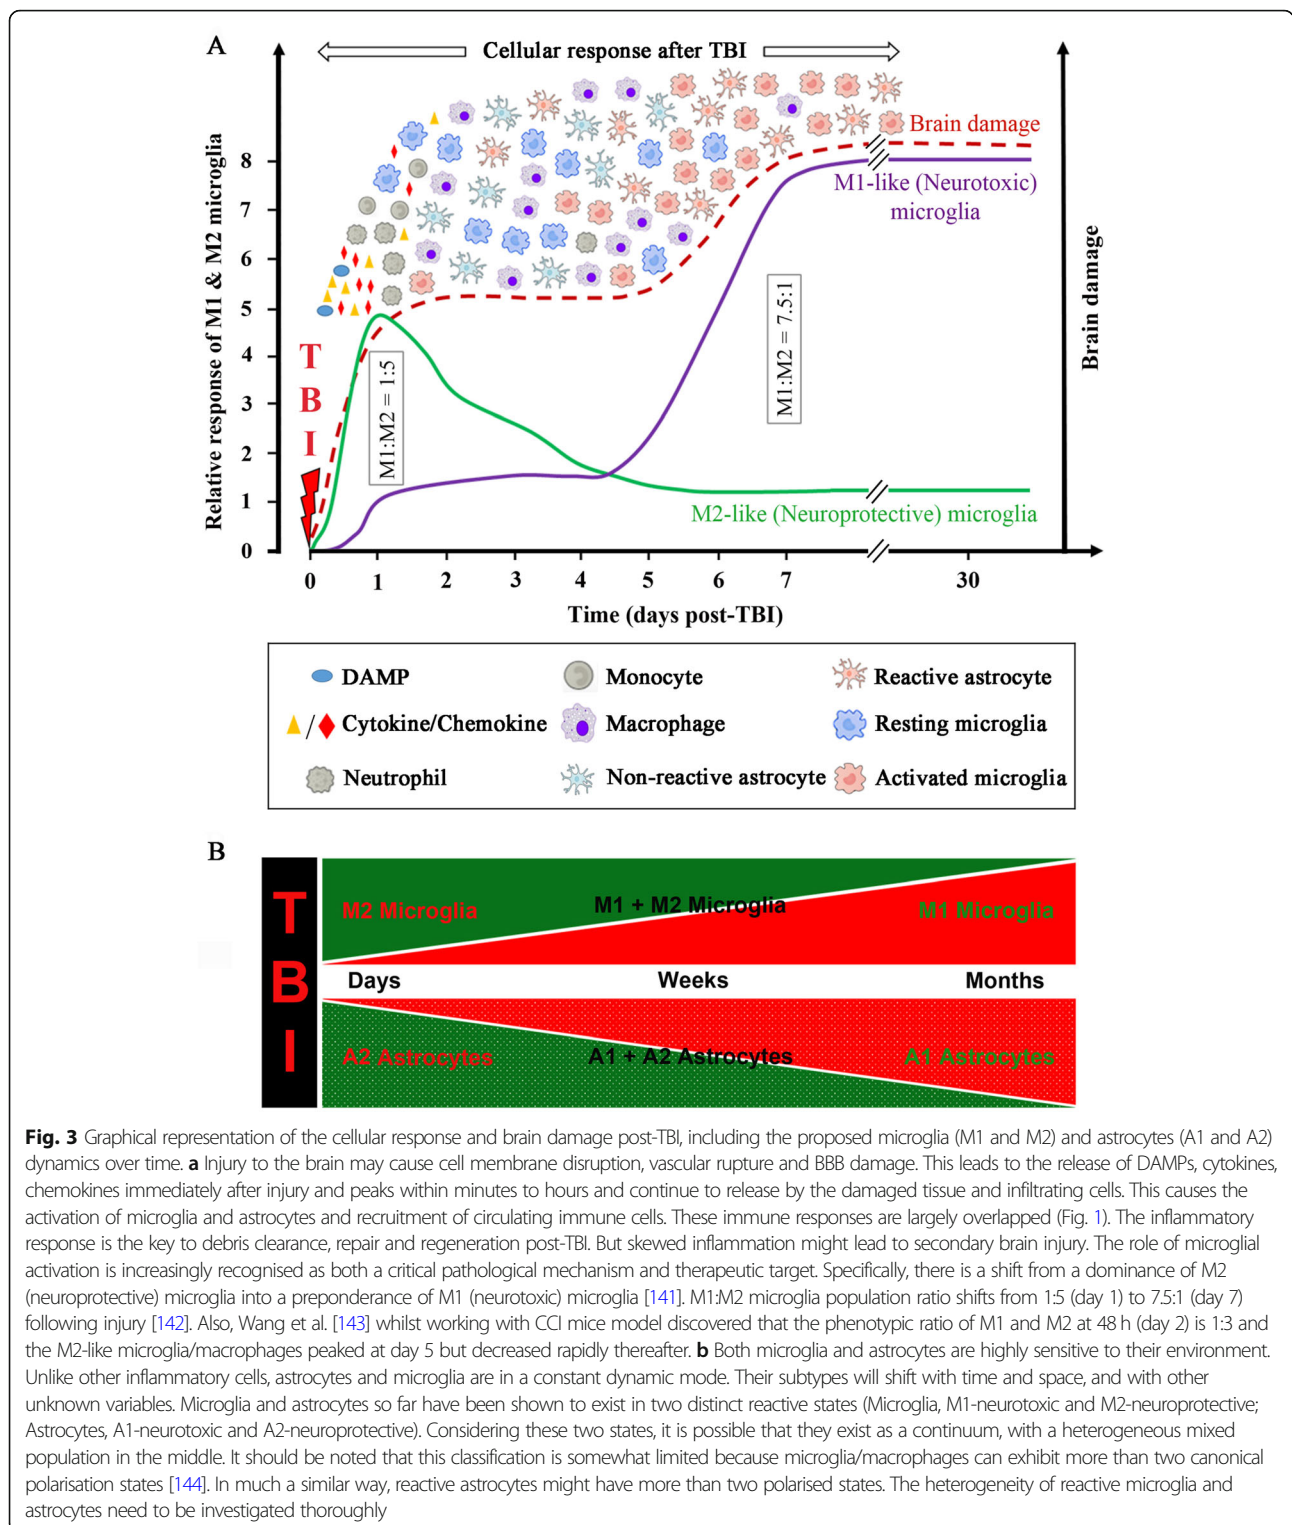 A
Cellular response after TBI
Brain damage
M1-like (Neurotoxic)
microglia
Relative response of M1 & M2 microglia
8
7
6
5
4
3
2
1
0
T
B
I
M1:M2 = 1:5
M1:M2 = 7.5:1
Brain damage
M2-like (Neuroprotective) microglia
0 1 2 3 4 5 6 7 30
Time (days post-TBI)
DAMP Monocyte Reactive astrocyte
/ Cytokine/Chemokine Macrophage Resting microglia
Neutrophil Non-reactive astrocyte Activated microglia
B
T
B
I
M2 Microglia M1 + M2 Microglia M1 Microglia
Days Weeks Months
A2 Astrocytes A1 + A2 Astrocytes A1 Astrocytes
Fig. 3 Graphical representation of the cellular response and brain damage post-TBI, including the proposed microglia (M1 and M2) and astrocytes (A1 and A2)
dynamics over time. a Injury to the brain may cause cell membrane disruption, vascular rupture and BBB damage. This leads to the release of DAMPs, cytokines,
chemokines immediately after injury and peaks within minutes to hours and continue to release by the damaged tissue and infiltrating cells. This causes the
activation of microglia and astrocytes and recruitment of circulating immune cells. These immune responses are largely overlapped (Fig. 1). The inflammatory
response is the key to debris clearance, repair and regeneration post-TBI. But skewed inflammation might lead to secondary brain injury. The role of microglial
activation is increasingly recognised as both a critical pathological mechanism and therapeutic target. Specifically, there is a shift from a dominance of M2
(neuroprotective) microglia into a preponderance of M1 (neurotoxic) microglia [141]. M1:M2 microglia population ratio shifts from 1:5 (day 1) to 7.5:1 (day 7)
following injury [142]. Also, Wang et al. [143] whilst working with CCI mice model discovered that the phenotypic ratio of M1 and M2 at 48 h (day 2) is 1:3 and
the M2-like microglia/macrophages peaked at day 5 but decreased rapidly thereafter. b Both microglia and astrocytes are highly sensitive to their environment.
Unlike other inflammatory cells, astrocytes and microglia are in a constant dynamic mode. Their subtypes will shift with time and space, and with other
unknown variables. Microglia and astrocytes so far have been shown to exist in two distinct reactive states (Microglia, M1-neurotoxic and M2-neuroprotective;
Astrocytes, A1-neurotoxic and A2-neuroprotective). Considering these two states, it is possible that they exist as a continuum, with a heterogeneous mixed
population in the middle. It should be noted that this classification is somewhat limited because microglia/macrophages can exhibit more than two canonical
polarisation states [144]. In much a similar way, reactive astrocytes might have more than two polarised states. The heterogeneity of reactive microglia and
astrocytes need to be investigated thoroughly